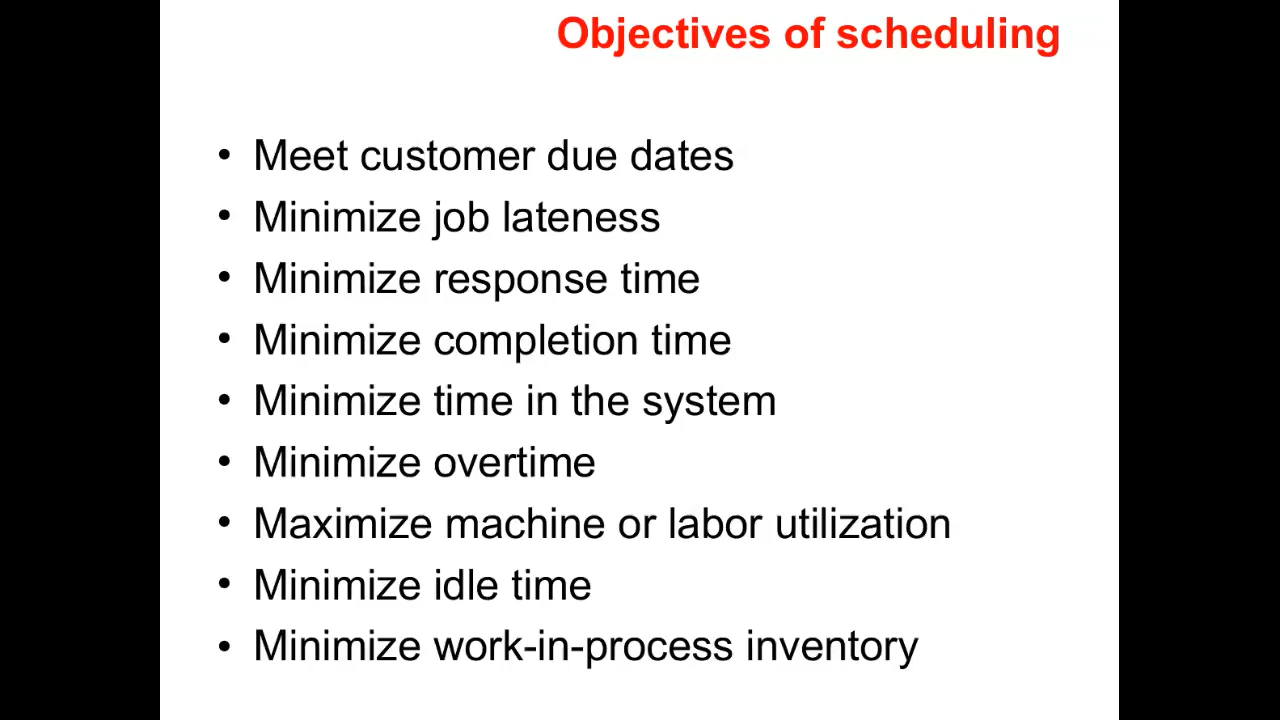 Objectives of scheduling
• Meet customer due dates
• Minimize job lateness
• Minimize response time
• Minimize completion time
• Minimize time in the system
• Minimize overtime
• Maximize machine or labor utilization
• Minimize idle time
• Minimize work-in-process inventory